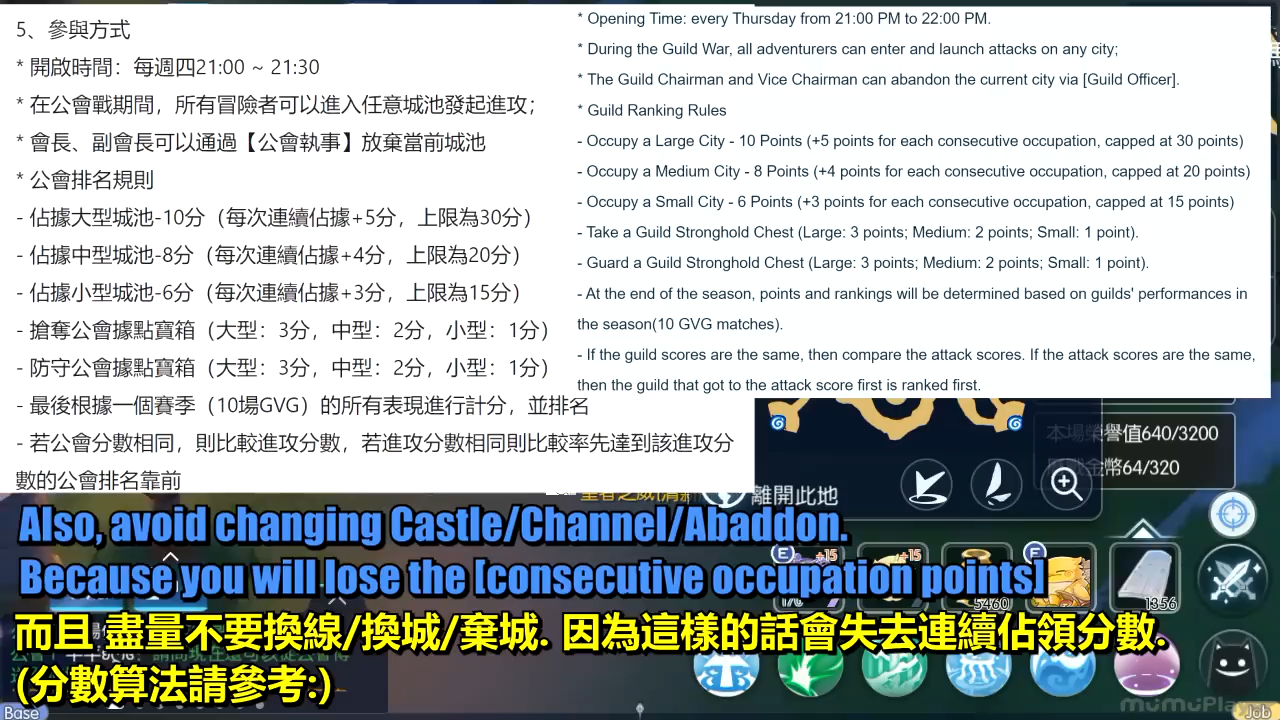 5、參與方式
* 開啟時間：每週四21:00 ~ 21:30
* 在公會戰期間，所有冒險者可以進入任意城池發起進攻；
* 會長、副會長可以通過【公會執事】放棄當前城池
* 公會排名規則
- 佔據大型城池-10分（每次連續佔據+5分，上限為30分）
- 佔據中型城池-8分（每次連續佔據+4分，上限為20分）
- 佔據小型城池-6分（每次連續佔據+3分，上限為15分）
- 搶奪公會據點寶箱（大型：3分，中型：2分，小型：1分）
- 防守公會據點寶箱（大型：3分，中型：2分，小型：1分）
- 最後根據一個賽季（10場GVG）的所有表現進行計分，並排名
- 若公會分數相同，則比較進攻分數，若進攻分數相同則比較率先達到該進攻分
數的公會排名靠前
* Opening Time: every Thursday from 21:00 PM to 22:00 PM.
* During the Guild War, all adventurers can enter and launch attacks on any city;
* The Guild Chairman and Vice Chairman can abandon the current city via [Guild Officer].
* Guild Ranking Rules
- Occupy a Large City - 10 Points (+5 points for each consecutive occupation, capped at 30 points)
- Occupy a Medium City - 8 Points (+4 points for each consecutive occupation, capped at 20 points)
- Occupy a Small City - 6 Points (+3 points for each consecutive occupation, capped at 15 points)
- Take a Guild Stronghold Chest (Large: 3 points; Medium: 2 points; Small: 1 point).
- Guard a Guild Stronghold Chest (Large: 3 points; Medium: 2 points; Small: 1 point).
- At the end of the season, points and rankings will be determined based on guilds' performances in
the season(10 GVG matches).
- If the guild scores are the same, then compare the attack scores. If the attack scores are the same,
then the guild that got to the attack score first is ranked first.
本場榮譽值640/3200
金幣64/320
離開此地
Also, avoid changing Castle/Channel/Abaddon.
Because you will lose the [consecutive occupation points]
E +15
+15
5460
E
1356
而且 盡量不要換線/換城/棄城. 因為這樣的話會失去連續佔領分數.
(分數算法請參考:)
MuMuPlayer
Base
Job